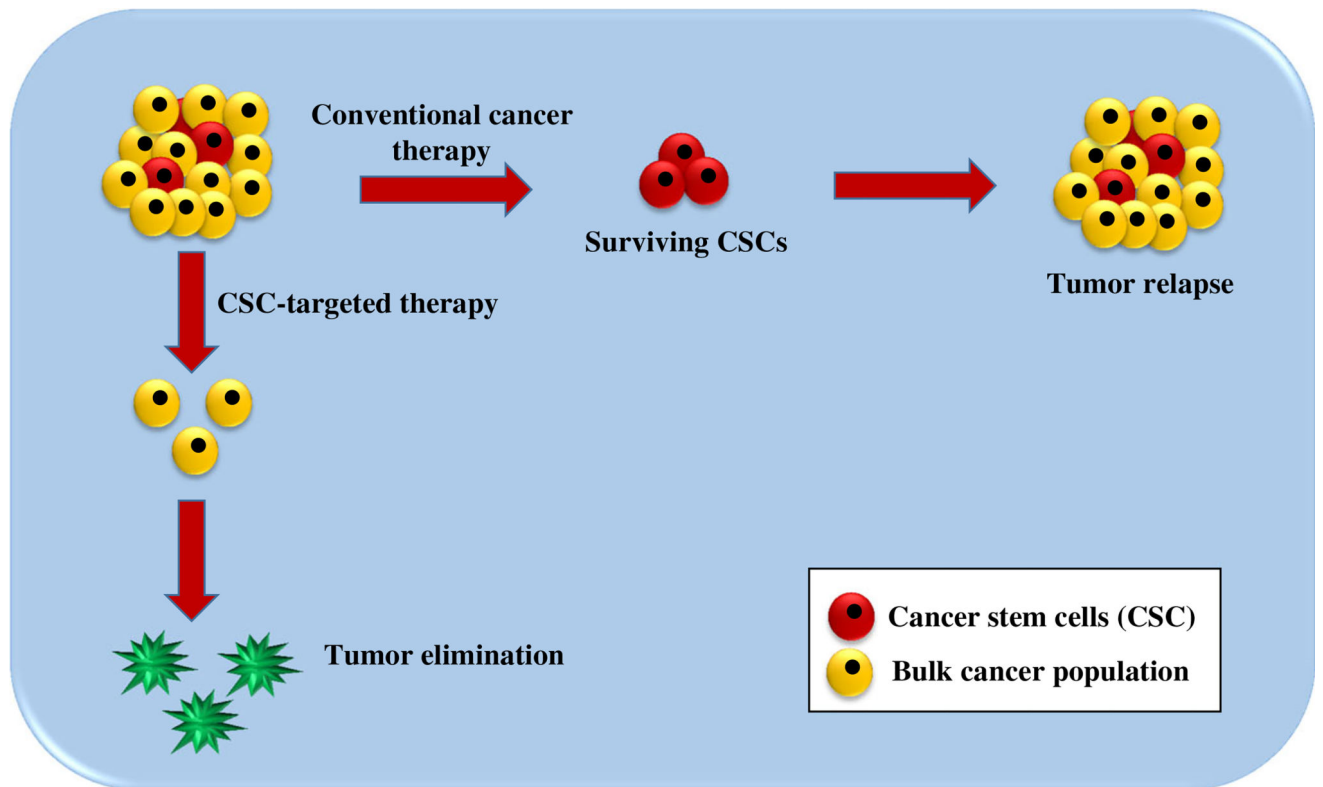 Conventional cancer
therapy
Surviving CSCs
Tumor relapse
CSC-targeted therapy
Tumor elimination
Cancer stem cells (CSC)
Bulk cancer population